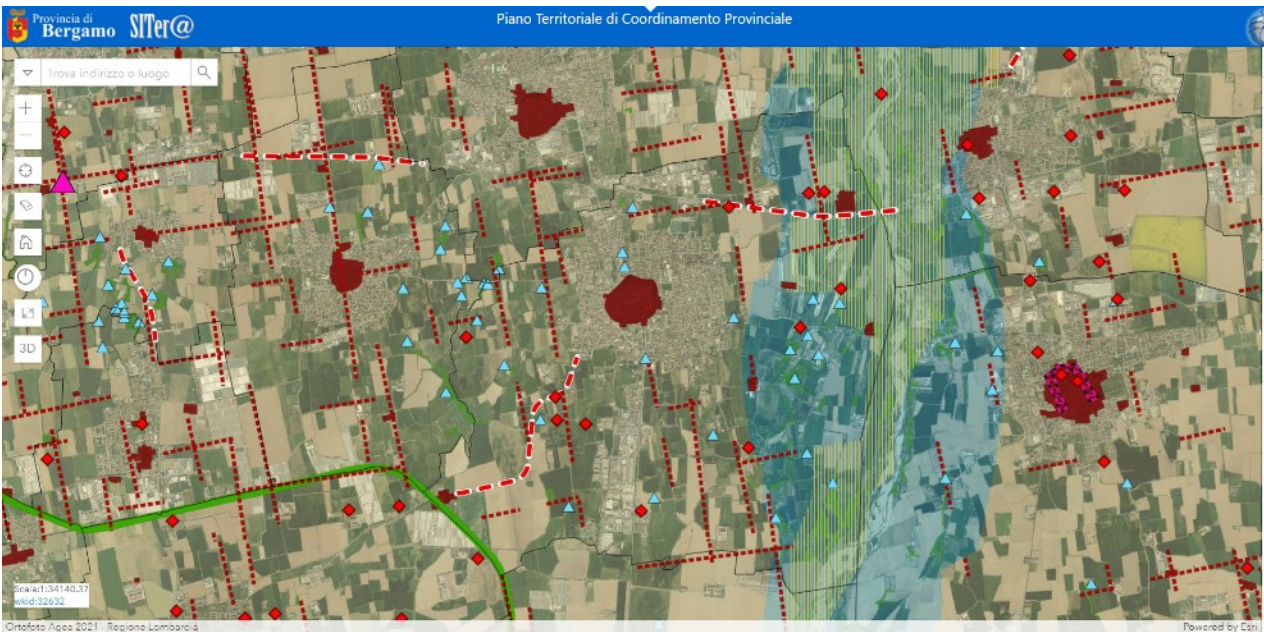 Provincia di
Bergamo SITer@
Piano Territoriale di Coordinamento Provinciale
Trova indirizzo o luogo
3D
Scala:1:34140.37
wkid:32632
Ortofoto Agea 2021 - Regione Lombardia
Powered by Esri